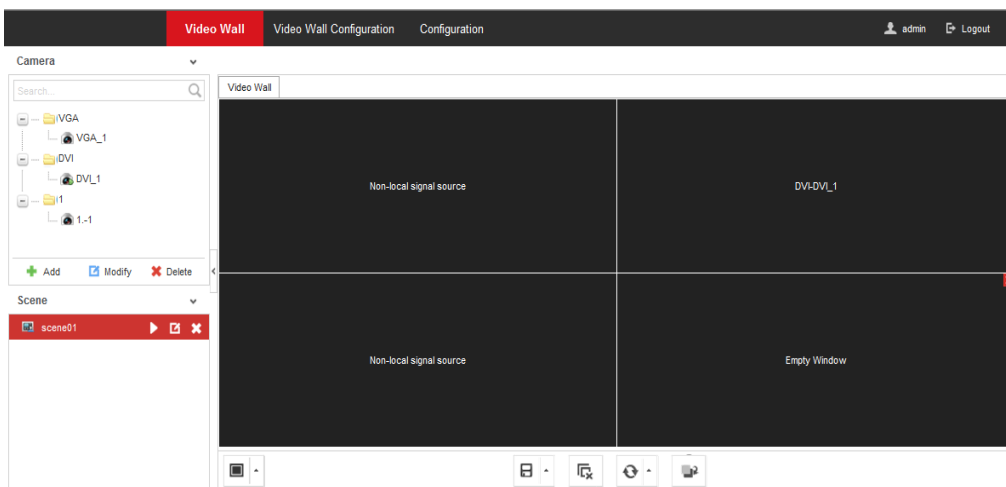 Video Wall Video Wall Configuration Configuration admin Logout
Camera
Search...
Video Wall
VGA
VGA_1
DVI
DVI_1
1
1.-1
Add Modify Delete
Scene
scene01
Non-local signal source
DVI-DVI_1
Non-local signal source
Empty Window